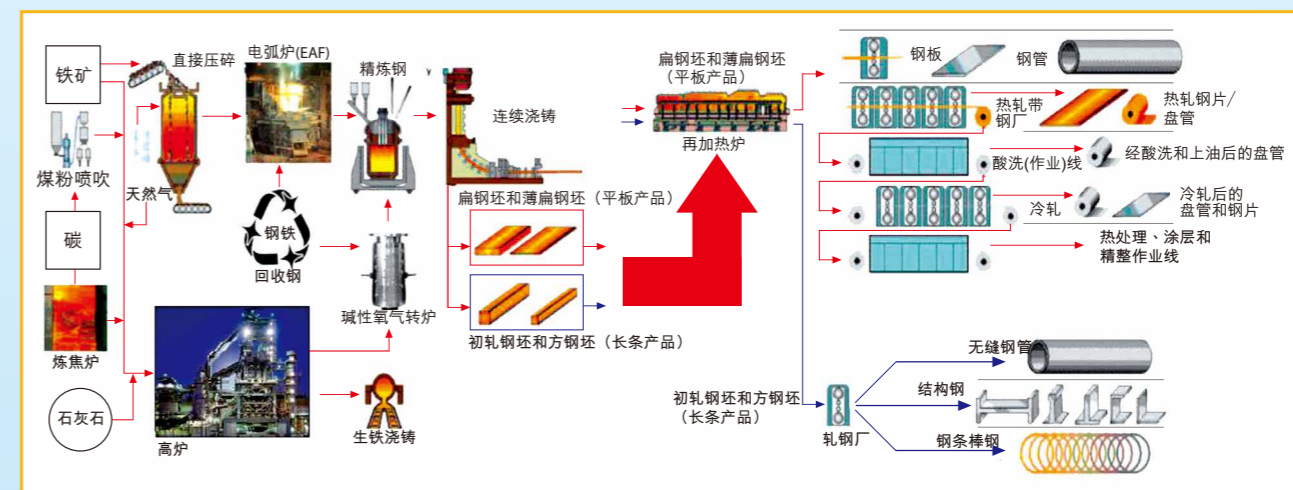 铁矿
直接压碎
电弧炉(EAF)
精炼钢
y
连续浇铸
扁钢坯和薄扁钢坯
(平板产品)
再加热炉
钢板
钢管
热轧带
钢厂
热轧钢片/
盘管
酸洗(作业)线
经酸洗和上油后的盘管
冷轧
冷轧后的
盘管和钢片
热处理、涂层和
精整作业线
煤粉喷吹
天然气
碳
钢铁
回收钢
扁钢坯和薄扁钢坯(平板产品)
碱性氧气转炉
初轧钢坯和方钢坯(长条产品)
炼焦炉
石灰石
高炉
生铁浇铸
初轧钢坯和方钢坯
(长条产品)
轧钢厂
无缝钢管
结构钢
钢条棒钢